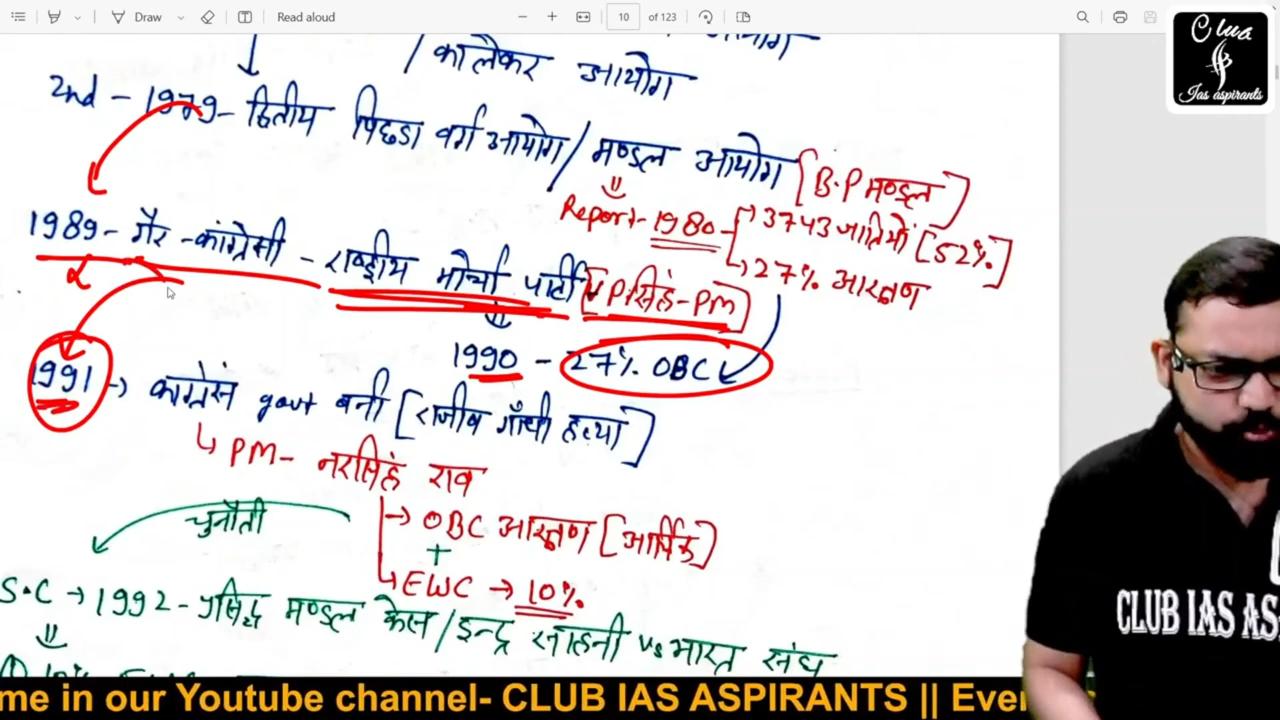 Draw
Read aloud
10 of 123
Club
Ias aspirants
/ कालेकर आयोग
2nd - 1979 - द्वितीय पिछडा वर्ग आयोग / मण्डल आयोग [B.P मण्डल]
Report - 1980 - 3743 जातियों [52%]
27% आरक्षण
1989 - गैर - कांग्रेसी - राष्ट्रीय मोर्चा पार्टी [V.P सिंह - PM]
1990 - 27% OBC
1991 → कांग्रेस govt बनी [राजीव गाँधी हत्या]
PM - नरसिंह राव
चुनौती
→ OBC आरक्षण [आर्थिक]
+
EWC → 10%
S.C → 1992 - प्रसिद्ध मण्डल केस / इन्द्रा साहनी vs भारत संघ
CLUB IAS AS
me in our Youtube channel- CLUB IAS ASPIRANTS || Ever